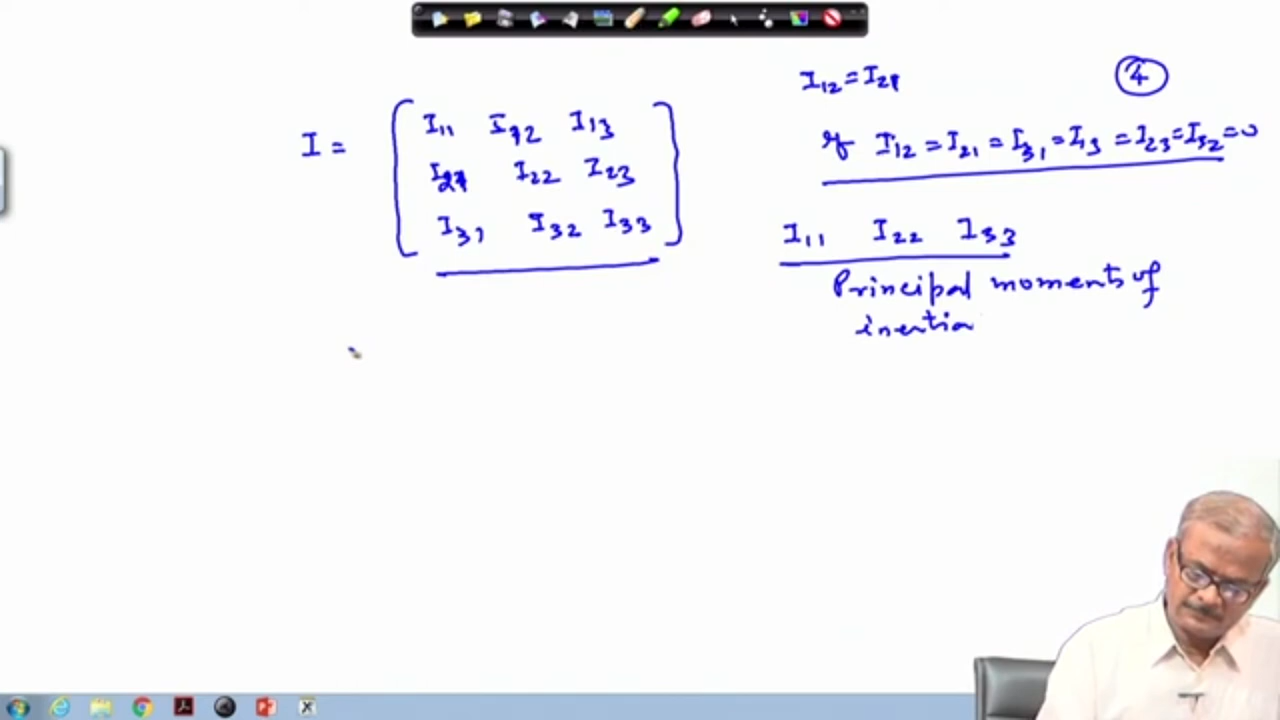 I₁₂ = I₂₁
④
I = [ I₁₁ I₁₂ I₁₃
I₂₁ I₂₂ I₂₃
I₃₁ I₃₂ I₃₃ ]
If I₁₂ = I₂₁ = I₃₁ = I₁₃ = I₂₃ = I₃₂ = 0
I₁₁ I₂₂ I₃₃
Principal moments of
inertia